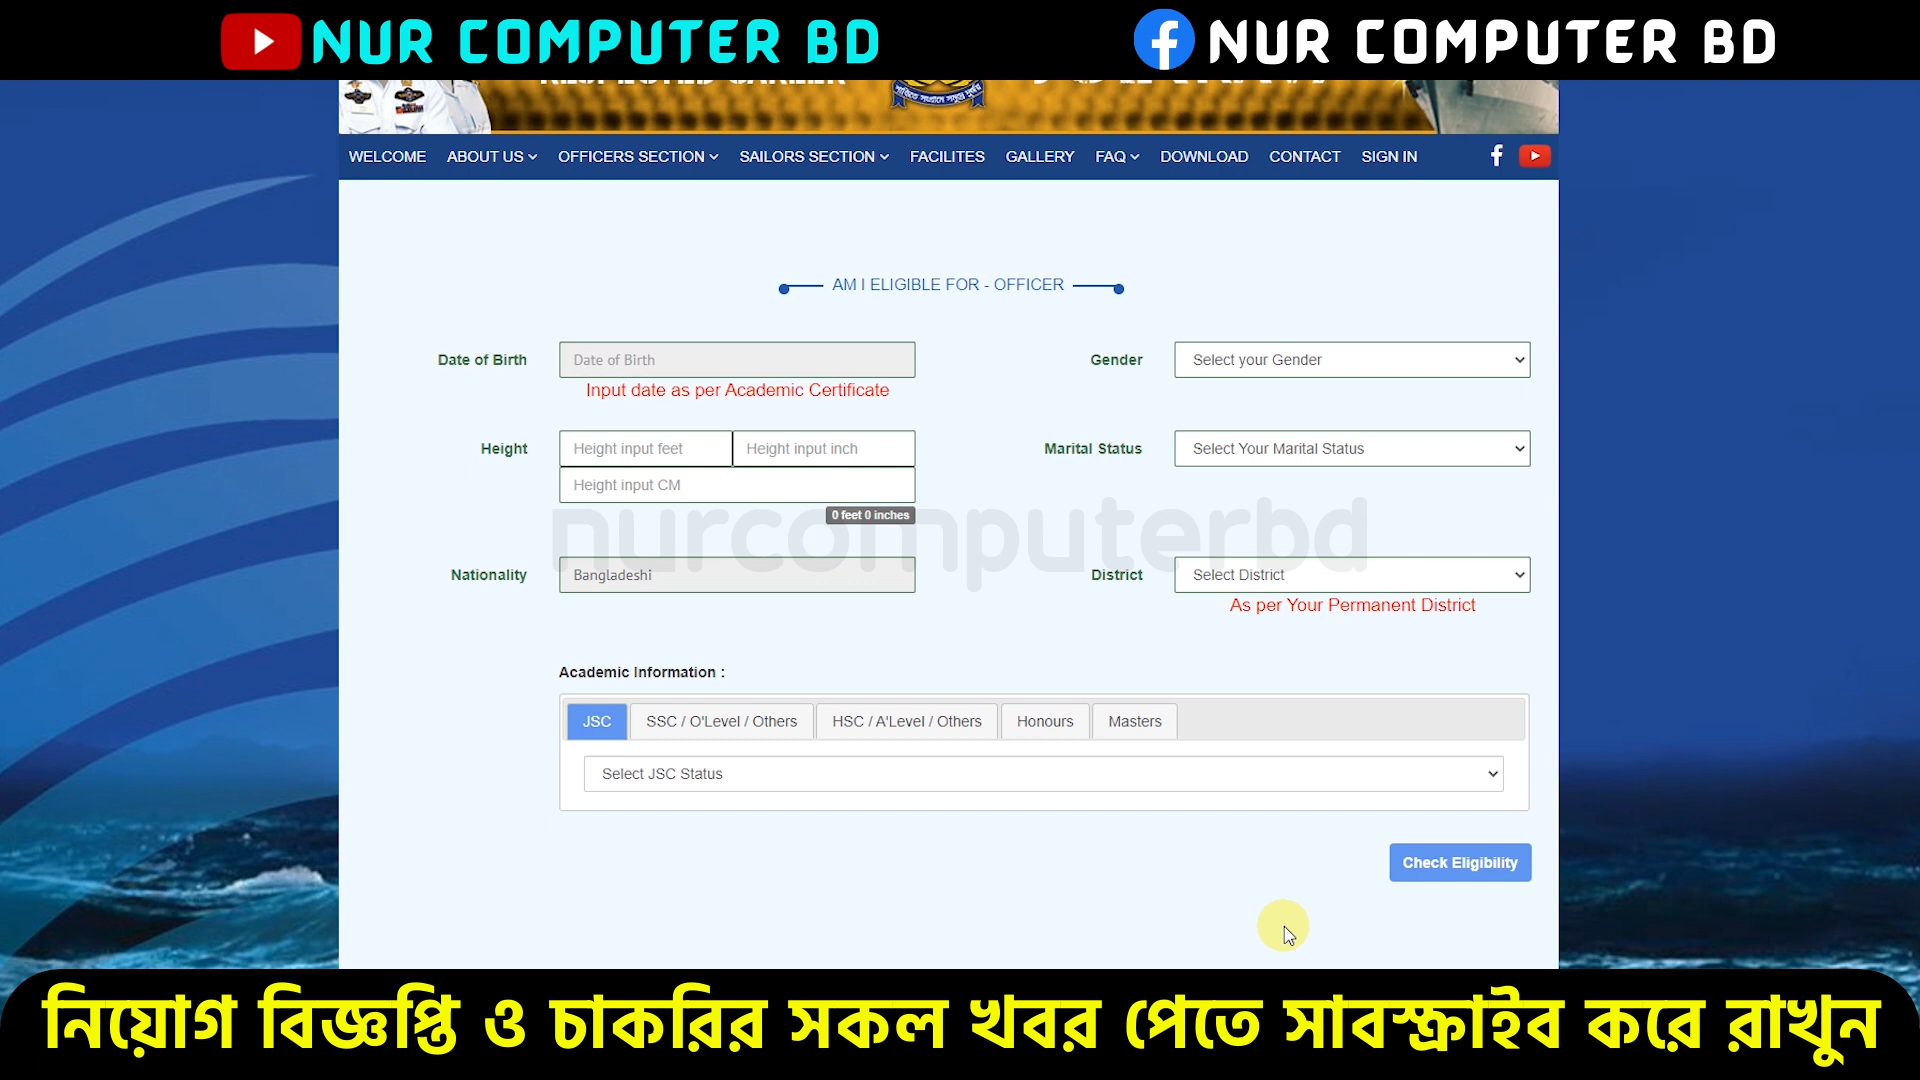 NUR COMPUTER BD
NUR COMPUTER BD
WELCOME ABOUT US OFFICERS SECTION SAILORS SECTION FACILITES GALLERY FAQ DOWNLOAD CONTACT SIGN IN
AM I ELIGIBLE FOR - OFFICER
Date of Birth Date of Birth Gender Select your Gender
Input date as per Academic Certificate
Height Height input feet Height input inch Marital Status Select Your Marital Status
Height input CM
0 feet 0 inches
nurcomputerbd
Nationality Bangladeshi District Select District
As per Your Permanent District
Academic Information :
JSC SSC / O'Level / Others HSC / A'Level / Others Honours Masters
Select JSC Status
Check Eligibility
নিয়োগ বিজ্ঞপ্তি ও চাকরির সকল খবর পেতে সাবস্ক্রাইব করে রাখুন